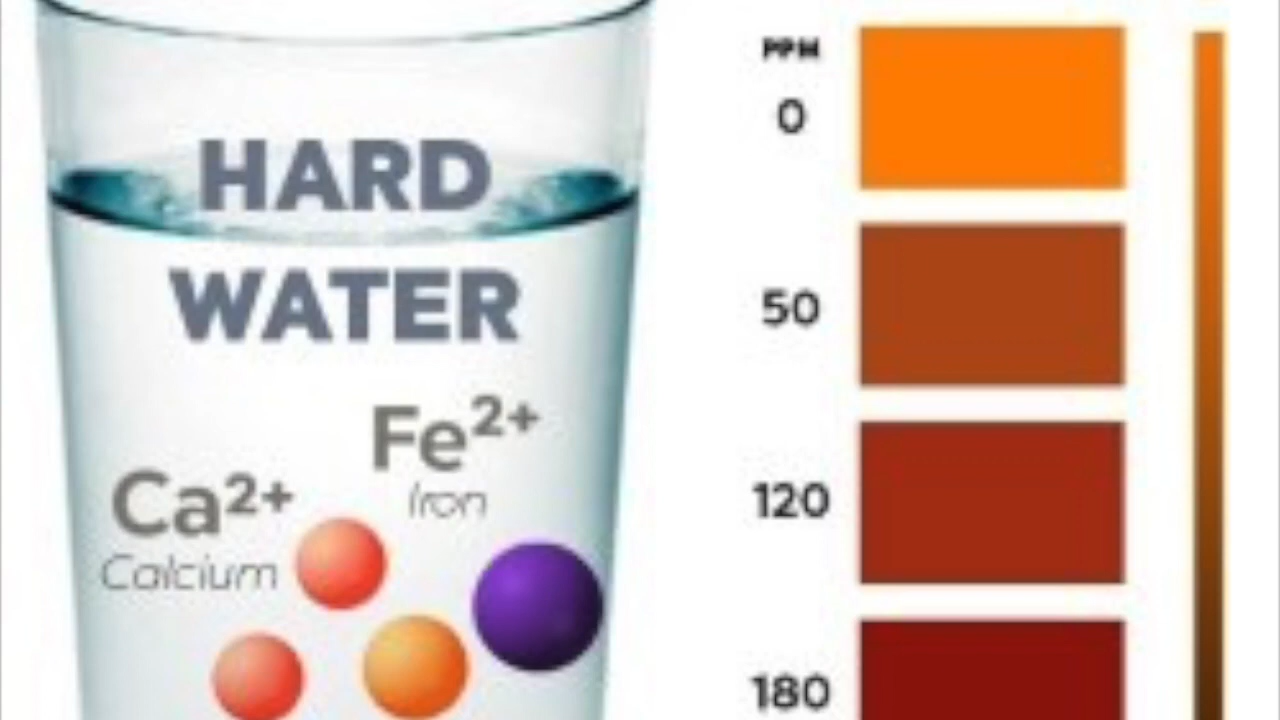 HARD
WATER
Fe²⁺
Iron
Ca²⁺
Calcium
PPM
0
50
120
180